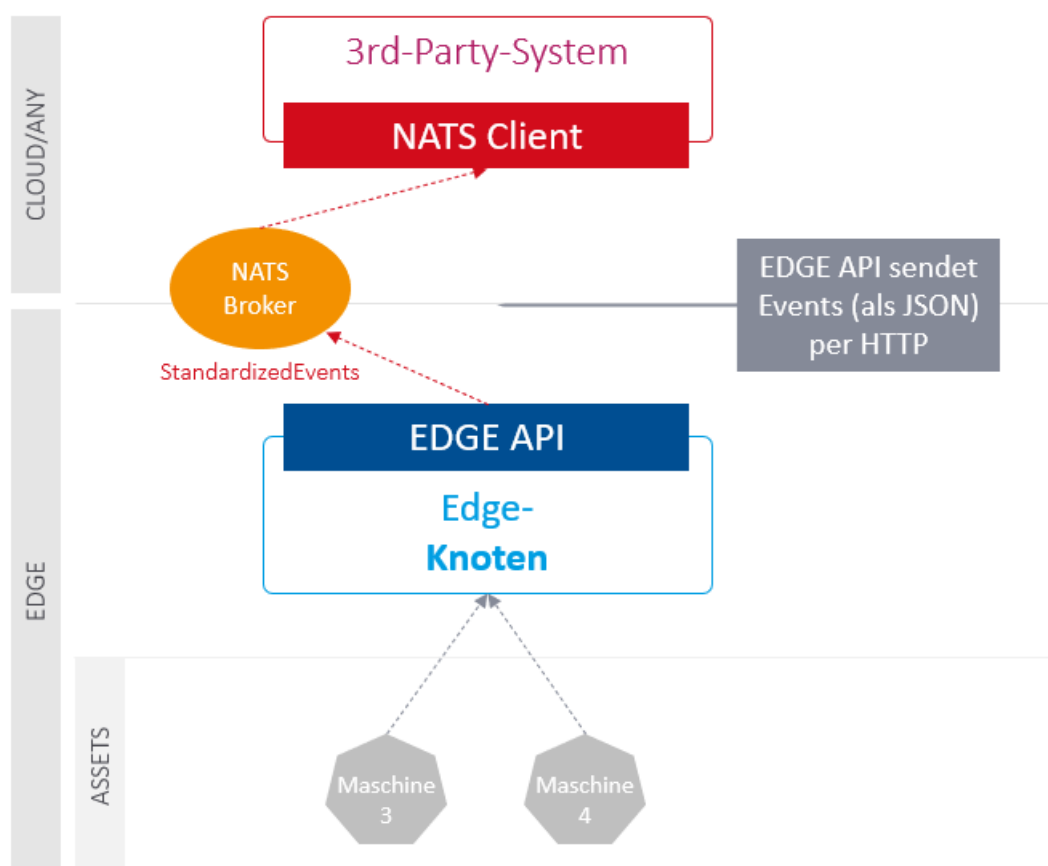 CLOUD/ANY
3rd-Party-System
NATS Client
NATS
Broker
EDGE API sendet
Events (als JSON)
per HTTP
StandardizedEvents
EDGE
EDGE API
Edge-
Knoten
ASSETS
Maschine
3
Maschine
4